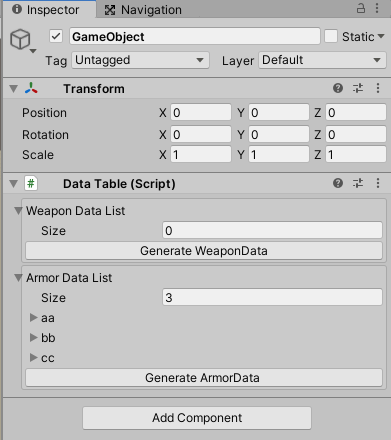 Inspector Navigation
GameObject Static
Tag Untagged Layer Default
Transform
Position X 0 Y 0 Z 0
Rotation X 0 Y 0 Z 0
Scale X 1 Y 1 Z 1
# Data Table (Script)
Weapon Data List
Size 0
Generate WeaponData
Armor Data List
Size 3
aa
bb
cc
Generate ArmorData
Add Component